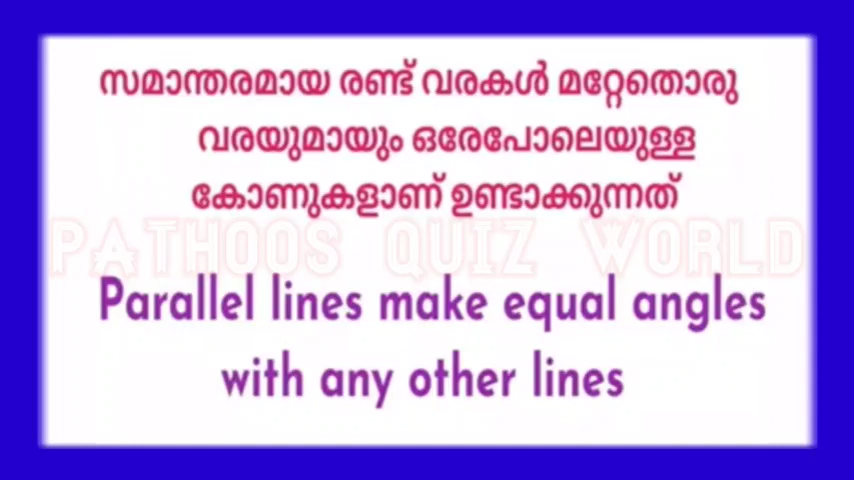 സമാന്തരമായ രണ്ട് വരകൾ മറ്റേതൊരു
വരയുമായും ഒരേപോലെയുള്ള
കോണുകളാണ് ഉണ്ടാക്കുന്നത്
PATHOOS QUIZ WORLD
Parallel lines make equal angles
with any other lines